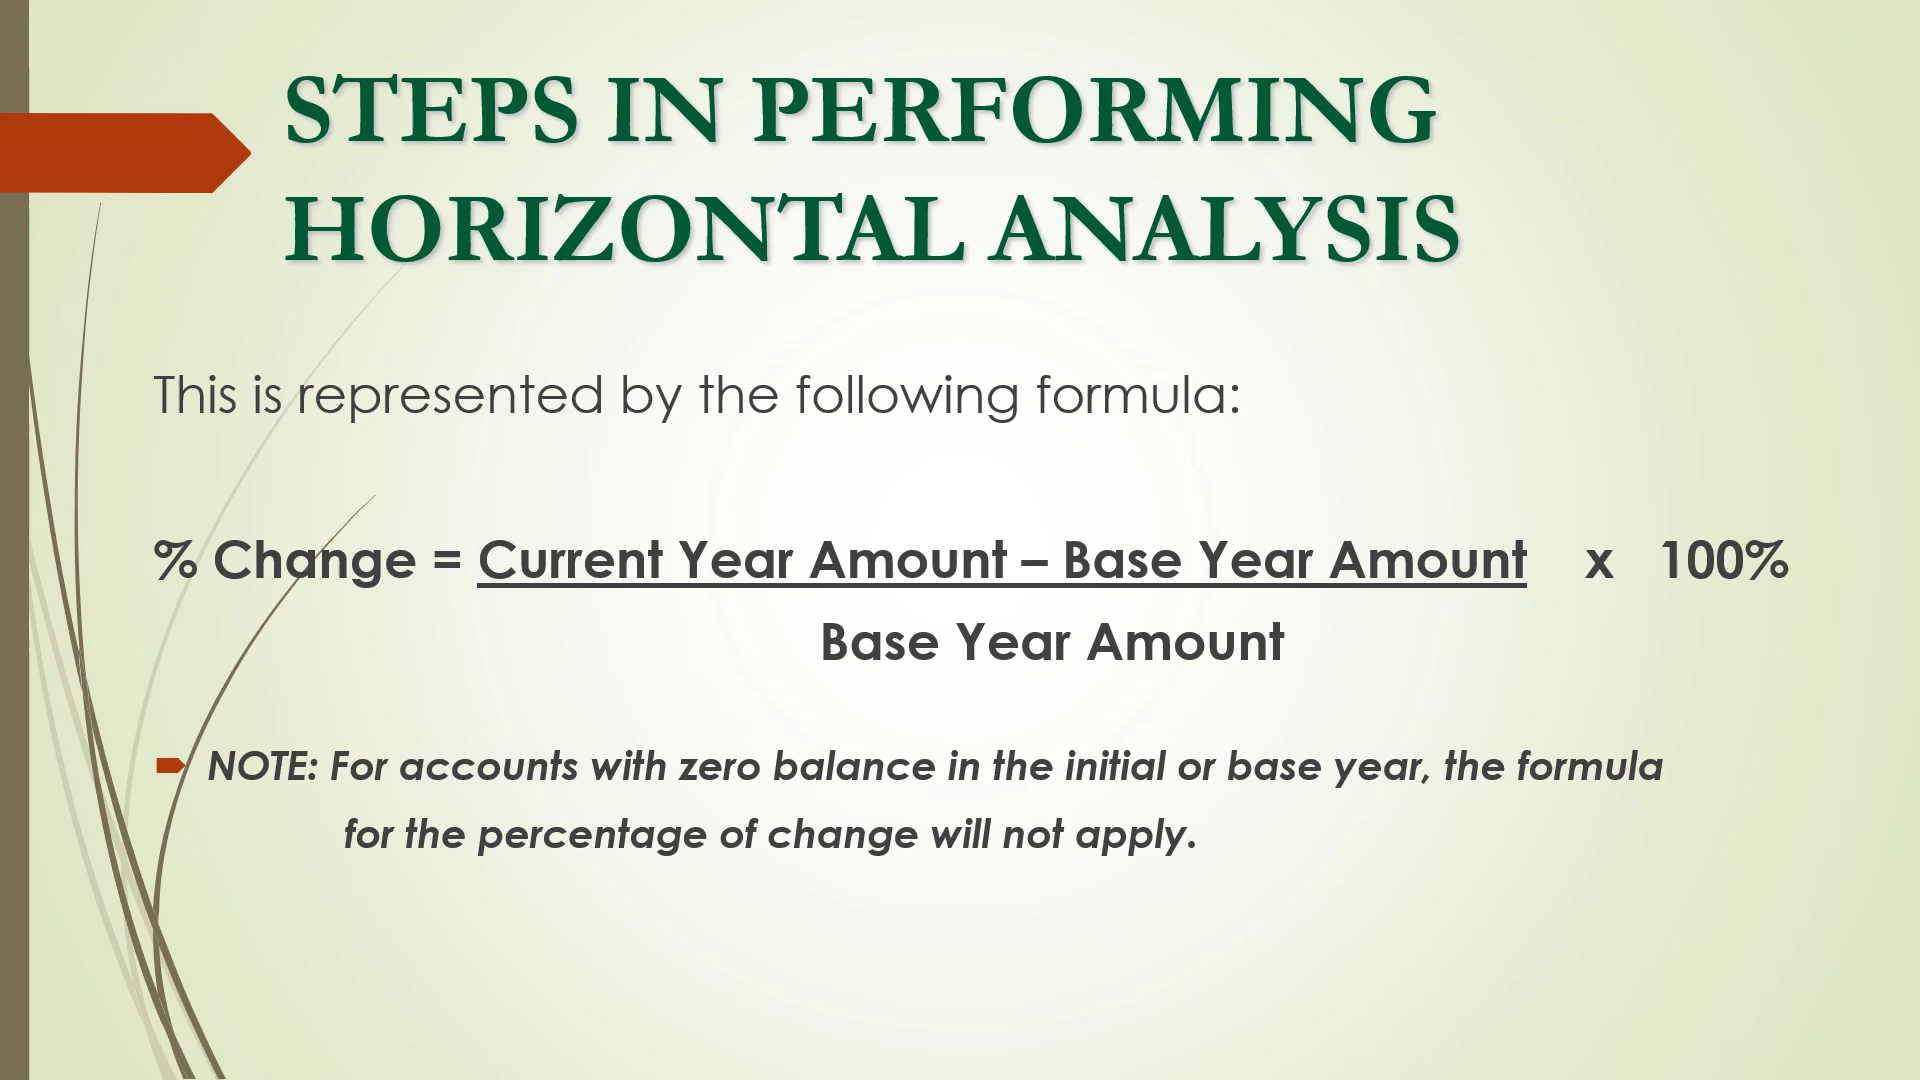 STEPS IN PERFORMING
HORIZONTAL ANALYSIS
This is represented by the following formula:
% Change = Current Year Amount – Base Year Amount x 100%
Base Year Amount
NOTE: For accounts with zero balance in the initial or base year, the formula
for the percentage of change will not apply.